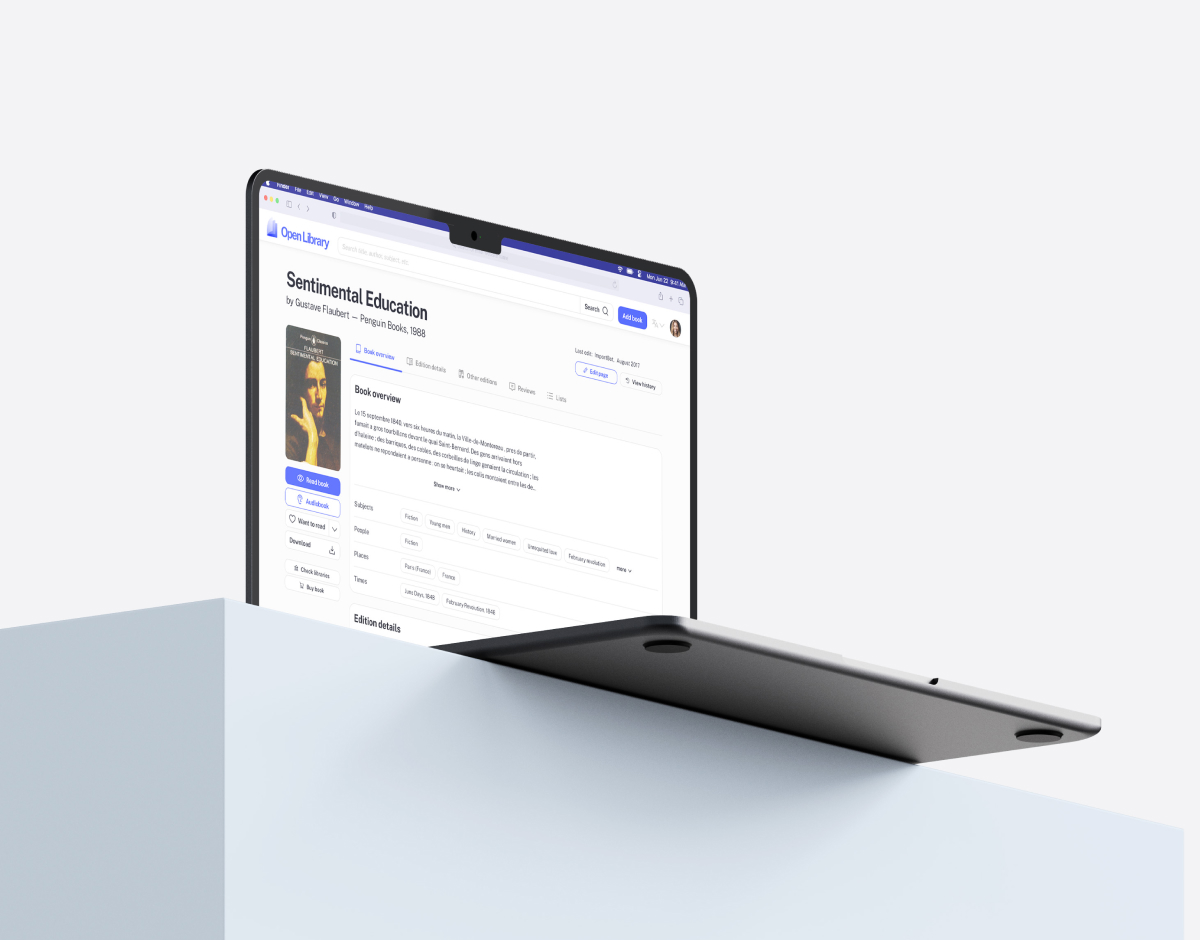 Finder File Edit View Go Window Help
Mon Jun 22 9:41 AM
Open Library
Search title, author, subject, etc.
Search
Add book
Sentimental Education
by Gustave Flaubert — Penguin Books, 1988
Last edit: ImportBot, August 2017
Edit page
View history
Penguin Classics
FLAUBERT
SENTIMENTAL EDUCATION
Read book
Audiobook
Want to read
Download
Check libraries
Buy book
Book overview
Edition details
Other editions
Reviews
Lists
Book overview
Le 15 septembre 1840, vers six heures du matin, la Ville-de-Montereau , pres de partir,
fumait a gros tourbillons devant le quai Saint-Bernard. Des gens arrivaient hors
d'haleine ; des barriques, des cables, des corbeilles de linge genaient la circulation ; les
matelots ne repondaient a personne ; on se heurtait ; les colis montaient entre les de...
Show more
Subjects
Fiction
Young men
History
Married women
Unrequited love
February revolution
more
People
Fiction
Places
Paris (France)
France
Times
June Days, 1848
February Revolution, 1848
Edition details